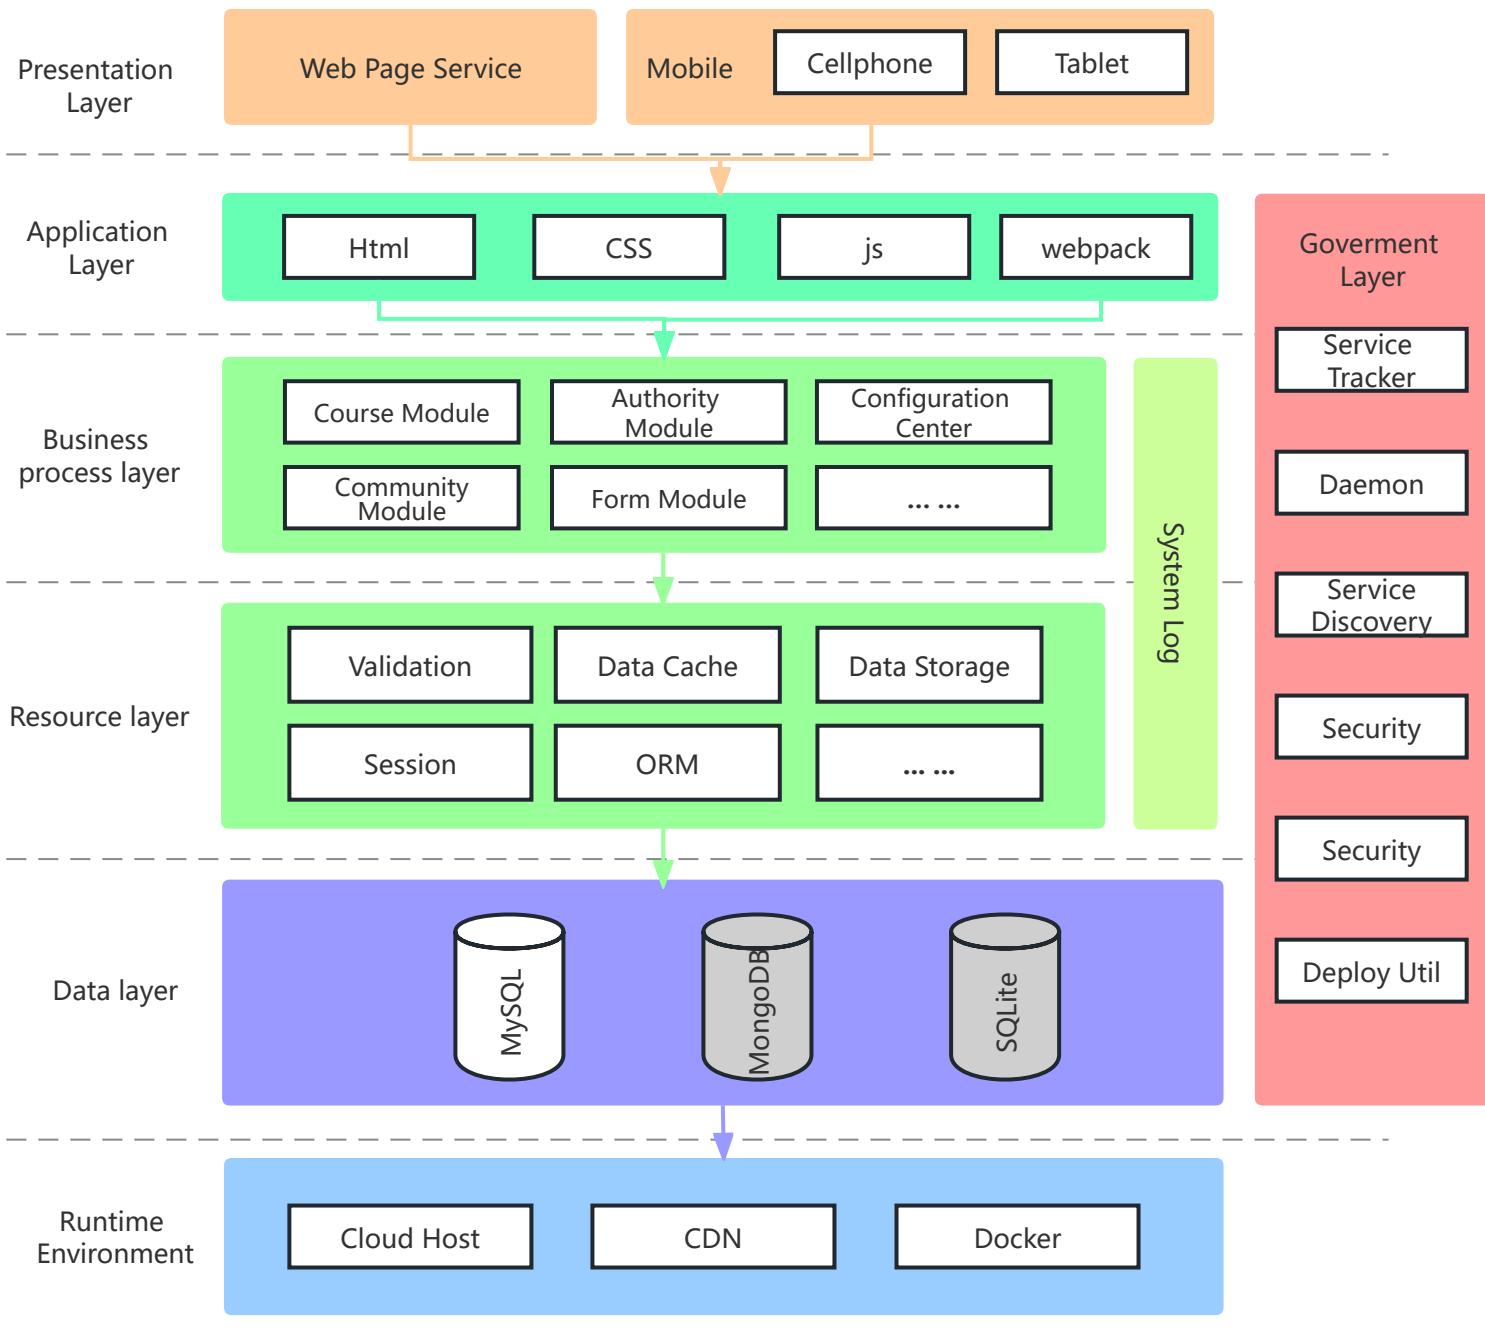 Presentation
Layer
Web Page Service
Mobile
Cellphone
Tablet
Application
Layer
Html
CSS
js
webpack
Business
process layer
Course Module
Authority
Module
Configuration
Center
Community
Module
Form Module
... ...
Resource layer
Validation
Data Cache
Data Storage
Session
ORM
... ...
System Log
Data layer
MySQL
MongoDB
SQLite
Runtime
Environment
Cloud Host
CDN
Docker
Goverment
Layer
Service
Tracker
Daemon
Service
Discovery
Security
Security
Deploy Util